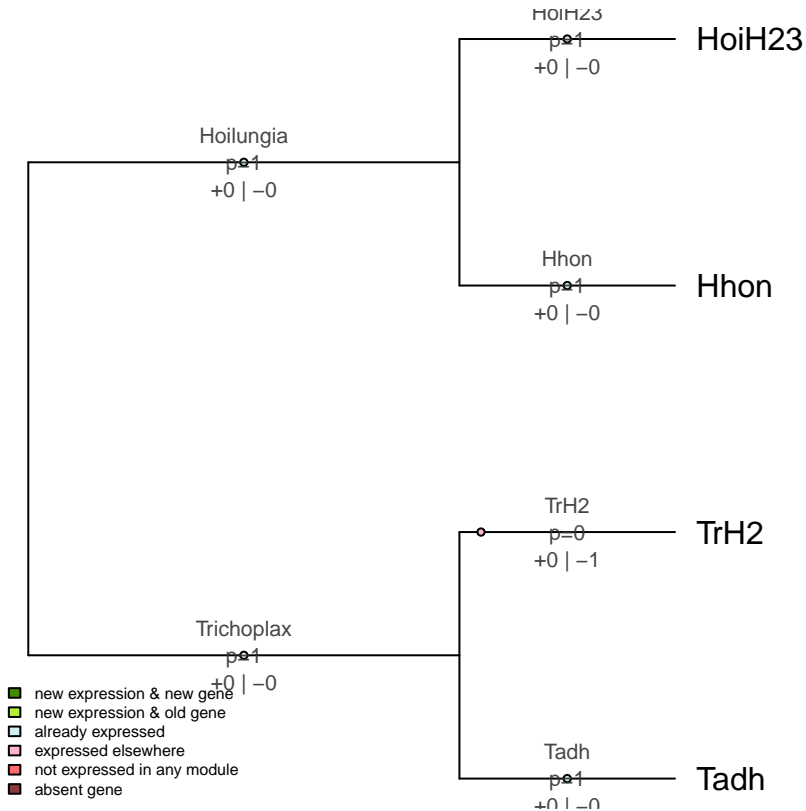 HoiH23
p=1
+0 | −0
HoiH23
Hoilungia
p=1
+0 | −0
Hhon
p=1
+0 | −0
Hhon
TrH2
p=0
+0 | −1
TrH2
Trichoplax
p=1
+0 | −0
Tadh
p=1
+0 | −0
Tadh
new expression & new gene
new expression & old gene
already expressed
expressed elsewhere
not expressed in any module
absent gene